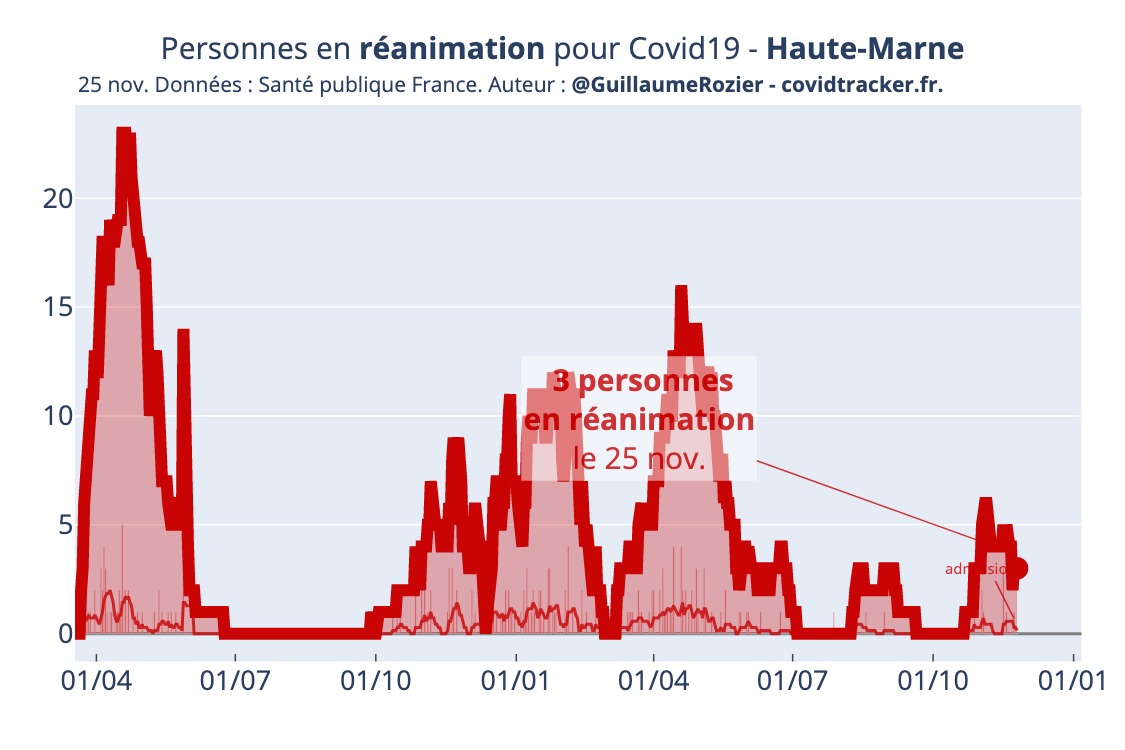 Personnes en réanimation pour Covid19 - Haute-Marne
25 nov. Données : Santé publique France. Auteur : @GuillaumeRozier - covidtracker.fr.
20
15
10
5
0
3 personnes
en réanimation
le 25 nov.
01/04 01/07 01/10 01/01 01/04 01/07 01/10 01/01